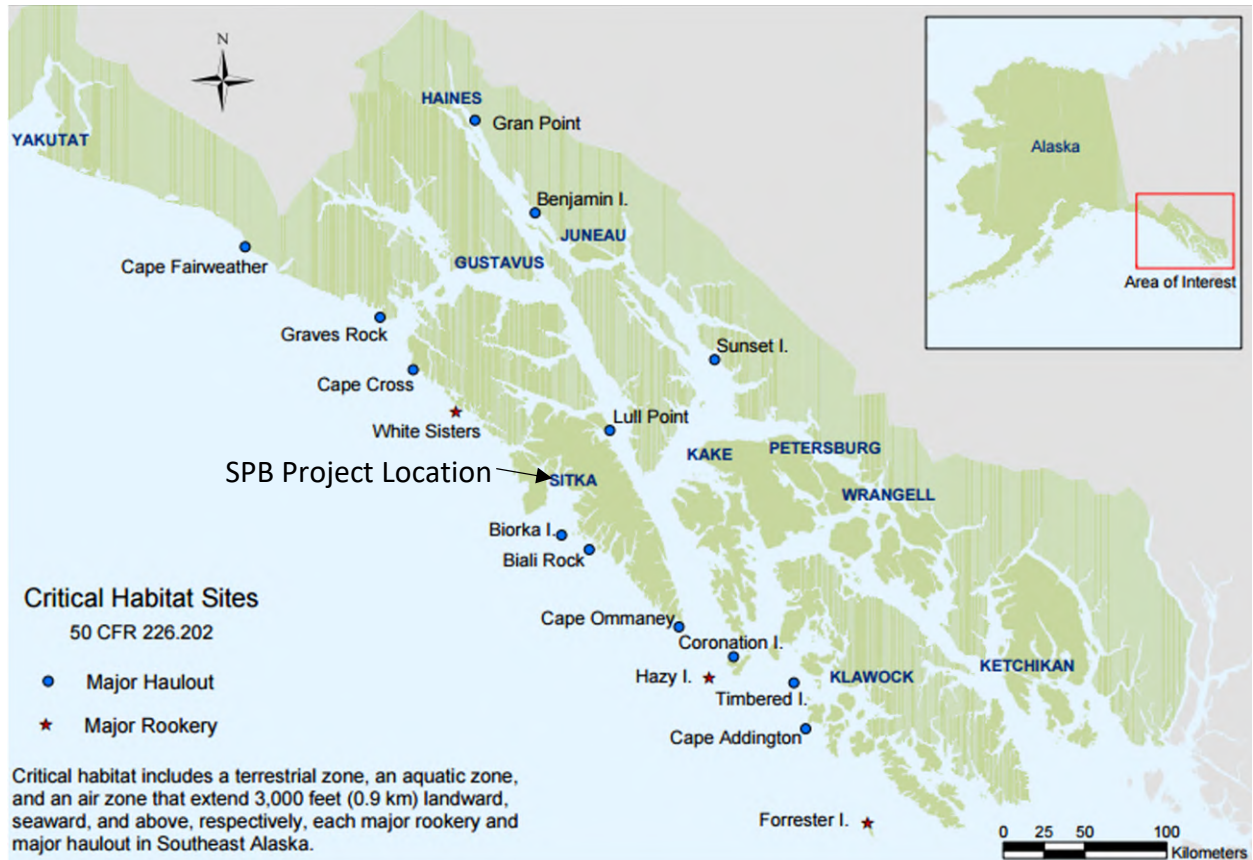 N
HAINES
Gran Point
YAKUTAT
Alaska
Benjamin I.
JUNEAU
Cape Fairweather
GUSTAVUS
Area of Interest
Graves Rock
Sunset I.
Cape Cross
White Sisters
Lull Point
KAKE
PETERSBURG
SPB Project Location
SITKA
WRANGELL
Biorka I.
Biali Rock
Critical Habitat Sites
50 CFR 226.202
Cape Ommaney
Coronation I.
Hazy I.
KLAWOCK
KETCHIKAN
Major Haulout
Timbered I.
Major Rookery
Cape Addington
Critical habitat includes a terrestrial zone, an aquatic zone,
and an air zone that extend 3,000 feet (0.9 km) landward,
seaward, and above, respectively, each major rookery and
major haulout in Southeast Alaska.
Forrester I.
0 25 50 100
Kilometers